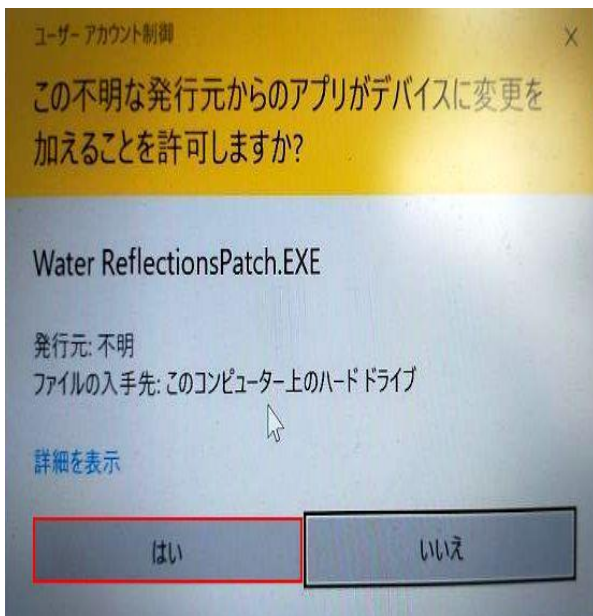 ユーザー アカウント制御
この不明な発行元からのアプリがデバイスに変更を
加えることを許可しますか?
Water ReflectionsPatch.EXE
発行元: 不明
ファイルの入手先: このコンピューター上のハード ドライブ
詳細を表示
はい
いいえ